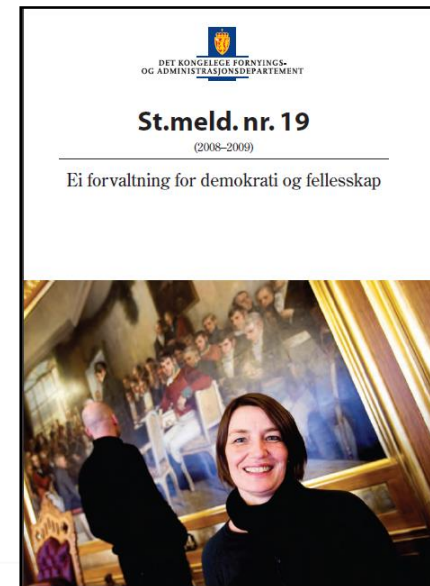 DET KONGELEGE FORNYINGS-
OG ADMINISTRASJONSDEPARTEMENT
St.meld. nr. 19
(2008–2009)
Ei forvaltning for demokrati og fellesskap